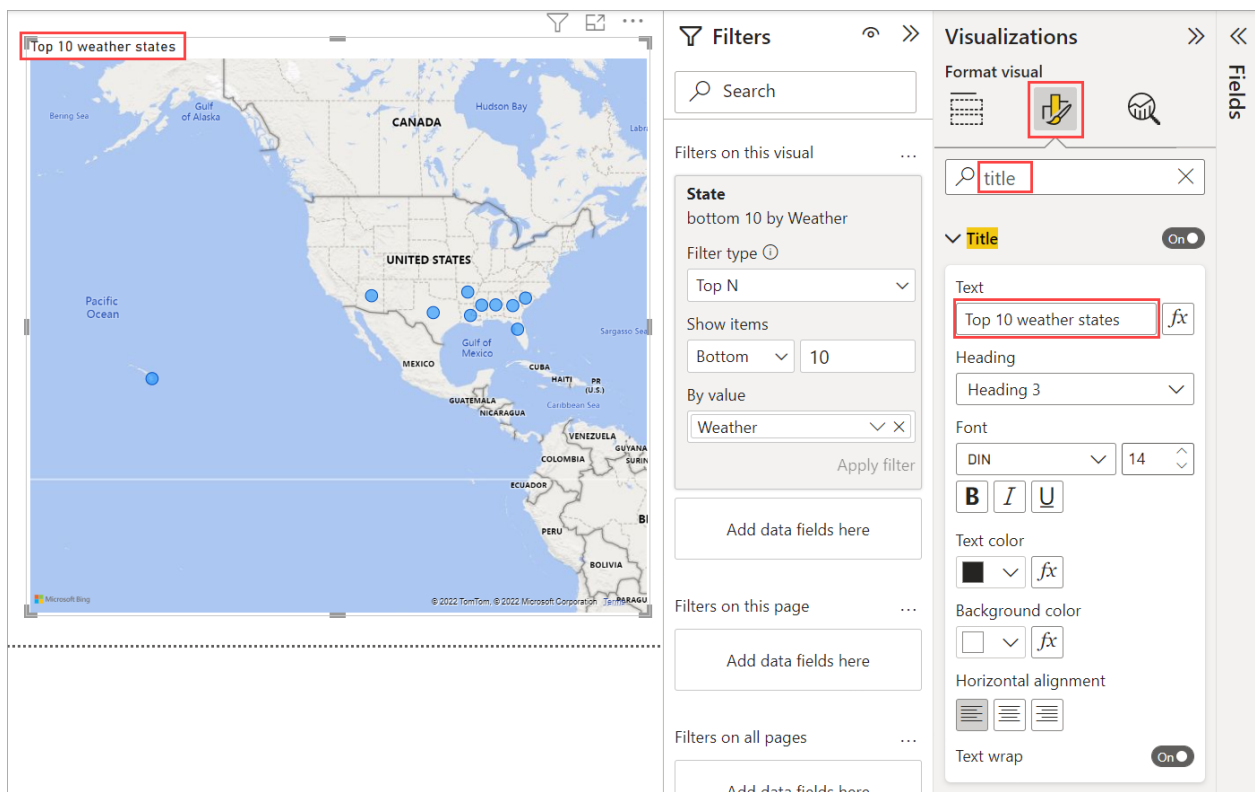 Top 10 weather states
Bering Sea
Gulf
of Alaska
Hudson Bay
CANADA
Labr
UNITED STATES
Pacific
Ocean
Sargasso Sea
Gulf of
Mexico
MEXICO
CUBA
HAITI
PR
(U.S.)
GUATEMALA
Caribbean Sea
NICARAGUA
VENEZUELA
GUYANA
COLOMBIA
SURIN
ECUADOR
PERU
BOLIVIA
Microsoft Bing
© 2022 TomTom, © 2022 Microsoft Corporation
PARAGU
Filters
Search
Filters on this visual
...
State
bottom 10 by Weather
Filter type
Top N
Show items
Bottom
10
By value
Weather
Apply filter
Add data fields here
Filters on this page
...
Add data fields here
Filters on all pages
...
Add data fields here
Visualizations
Format visual
title
Title
On
Text
Top 10 weather states
fx
Heading
Heading 3
Font
DIN
14
B I U
Text color
fx
Background color
fx
Horizontal alignment
Text wrap
On
Fields